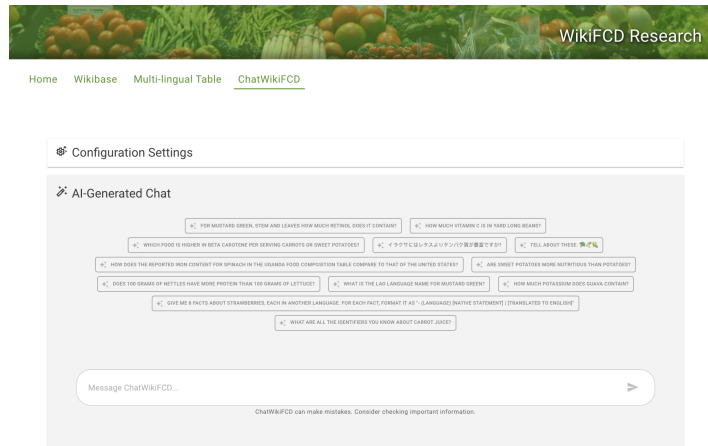 WikiFCD Research
Home Wikibase Multi-lingual Table ChatWikiFCD
Configuration Settings
AI-Generated Chat
FOR MUSTARD GREEN, STEM AND LEAVES HOW MUCH RETINOL DOES IT CONTAIN? HOW MUCH VITAMIN C IS IN YARD LONG BEANS?
WHICH FOOD IS HIGHER IN BETA CAROTENE PER SERVING CARROTS OR SWEET POTATOES? イラクサにはレタスよりタンパク質が豊富ですか? TELL ABOUT THESE: 🥕🥬🥦
HOW DOES THE REPORTED IRON CONTENT FOR SPINACH IN THE UGANDA FOOD COMPOSITION TABLE COMPARE TO THAT OF THE UNITED STATES? ARE SWEET POTATOES MORE NUTRITIOUS THAN POTATOES?
DOES 100 GRAMS OF NETTLES HAVE MORE PROTEIN THAN 100 GRAMS OF LETTUCE? WHAT IS THE LAO LANGUAGE NAME FOR MUSTARD GREEN? HOW MUCH POTASSIUM DOES GUAVA CONTAIN?
GIVE ME 8 FACTS ABOUT STRAWBERRIES, EACH IN ANOTHER LANGUAGE. FOR EACH FACT, FORMAT IT AS "- (LANGUAGE) [NATIVE STATEMENT] | [TRANSLATED TO ENGLISH]"
WHAT ARE ALL THE IDENTIFIERS YOU KNOW ABOUT CARROT JUICE?
Message ChatWikiFCD...
ChatWikiFCD can make mistakes. Consider checking important information.